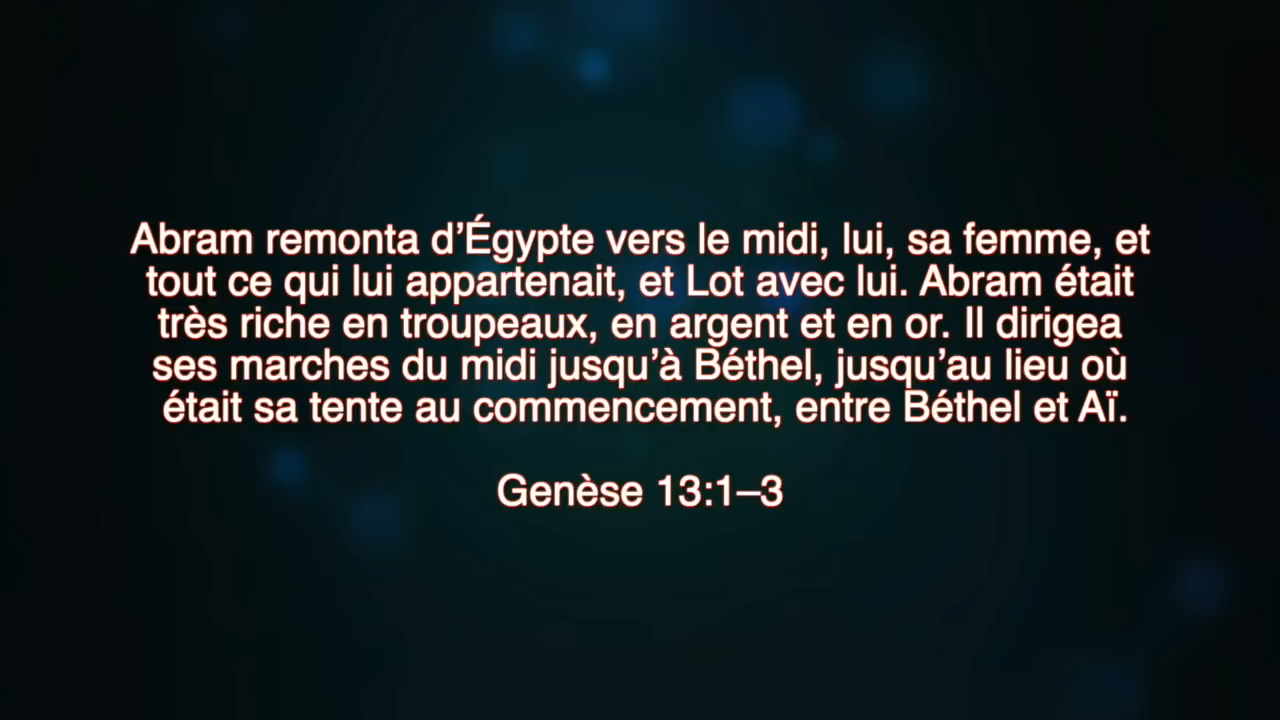 Abram remonta d’Égypte vers le midi, lui, sa femme, et
tout ce qui lui appartenait, et Lot avec lui. Abram était
très riche en troupeaux, en argent et en or. Il dirigea
ses marches du midi jusqu’à Béthel, jusqu’au lieu où
était sa tente au commencement, entre Béthel et Aï.
Genèse 13:1–3